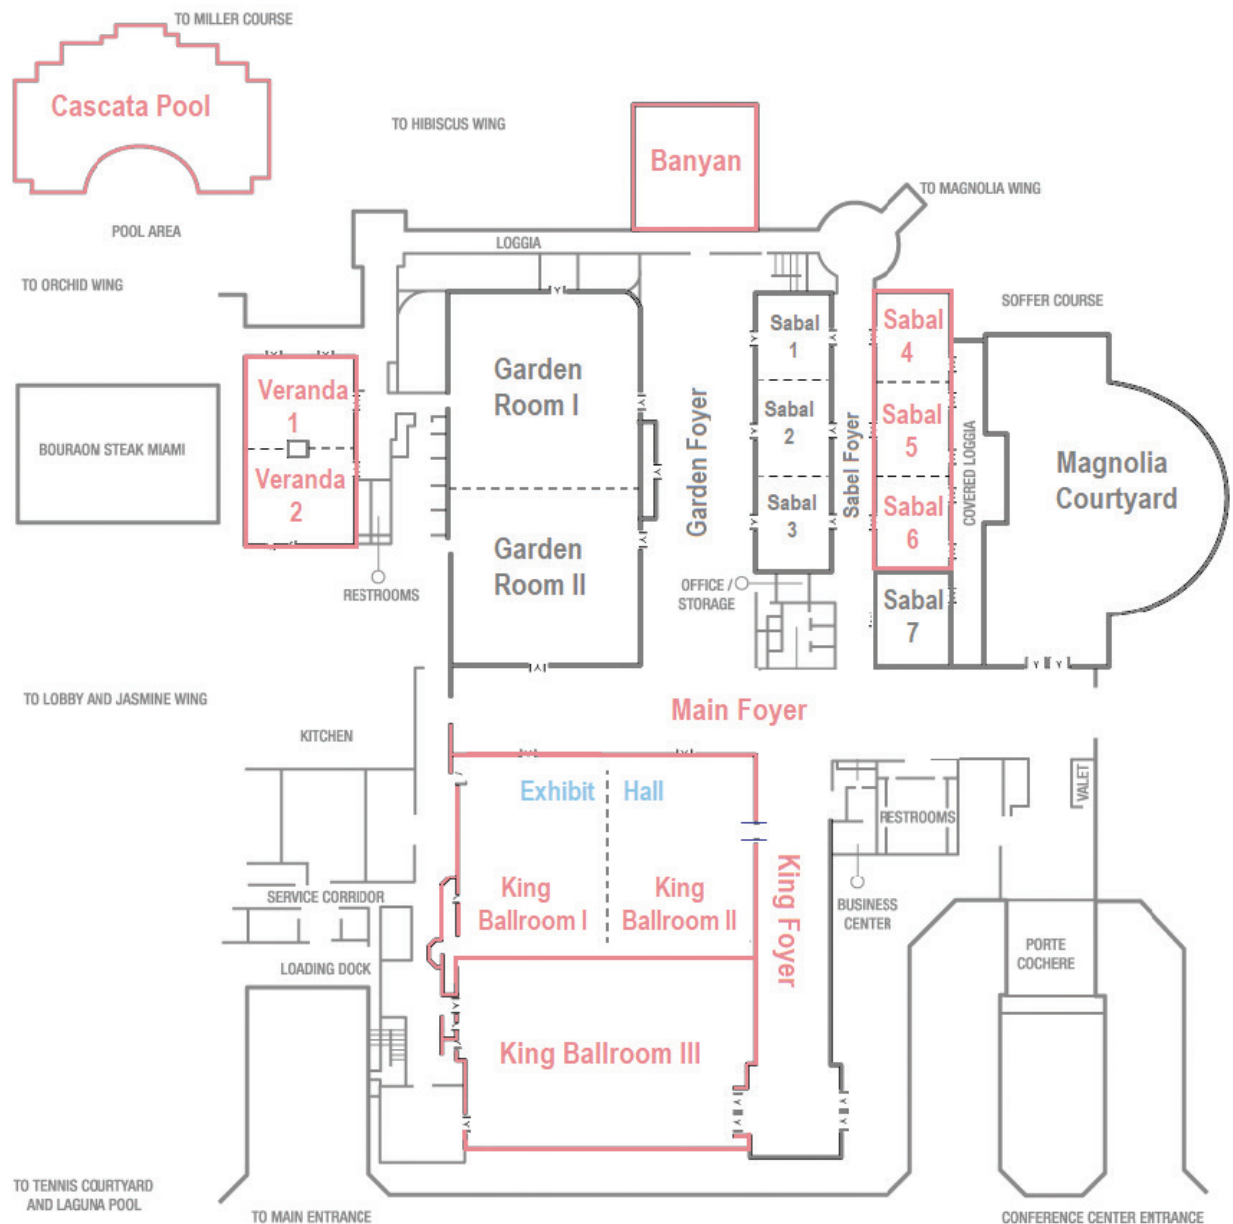 TO MILLER COURSE
Cascata Pool
TO HIBISCUS WING
Banyan
TO MAGNOLIA WING
POOL AREA
LOGGIA
TO ORCHID WING
SOFFER COURSE
Sabal
1
Sabal
4
Garden
Room I
Veranda
1
Sabal
2
Sabal
5
Garden Foyer
Sabel Foyer
COVERED LOGGIA
BOURAON STEAK MIAMI
Magnolia
Courtyard
Veranda
2
Sabal
3
Sabal
6
Garden
Room II
RESTROOMS
OFFICE /
STORAGE
Sabal
7
TO LOBBY AND JASMINE WING
Main Foyer
KITCHEN
Exhibit Hall
VALET
RESTROOMS
King
Ballroom I
King
Ballroom II
King Foyer
SERVICE CORRIDOR
BUSINESS
CENTER
LOADING DOCK
PORTE
COCHERE
King Ballroom III
TO TENNIS COURTYARD
AND LAGUNA POOL
TO MAIN ENTRANCE
CONFERENCE CENTER ENTRANCE